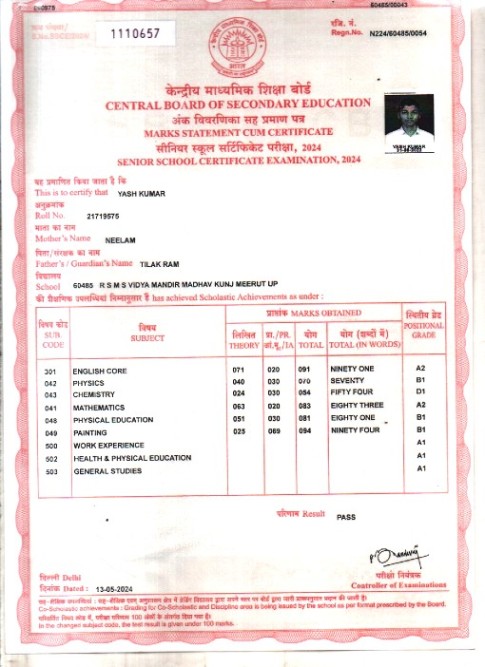 1110657
रजि. नं.
Regn.No. N224/60485/0054
केन्द्रीय माध्यमिक शिक्षा बोर्ड
CENTRAL BOARD OF SECONDARY EDUCATION
अंक विवरणिका सह प्रमाण पत्र
MARKS STATEMENT CUM CERTIFICATE
सीनियर स्कूल सर्टिफिकेट परीक्षा, 2024
SENIOR SCHOOL CERTIFICATE EXAMINATION, 2024
YASH KUMAR
यह प्रमाणित किया जाता है कि
This is to certify that YASH KUMAR
अनुक्रमांक
Roll No. 21719575
माता का नाम
Mother's Name NEELAM
पिता/संरक्षक का नाम
Father's / Guardian's Name TILAK RAM
विद्यालय
School 60485 R S M S VIDYA MANDIR MADHAV KUNJ MEERUT UP
की शैक्षिक उपलब्धियां निम्नानुसार हैं has achieved Scholastic Achievements as under :
विषय कोड SUB. CODE विषय SUBJECT प्राप्तांक MARKS OBTAINED स्थितीय ग्रेड POSITIONAL GRADE
लिखित THEORY प्रा./PR. आं.मू./IA योग TOTAL योग (शब्दों में) TOTAL (IN WORDS)
301 ENGLISH CORE 071 020 091 NINETY ONE A2
042 PHYSICS 040 030 070 SEVENTY B1
043 CHEMISTRY 024 030 054 FIFTY FOUR D1
041 MATHEMATICS 063 020 083 EIGHTY THREE A2
048 PHYSICAL EDUCATION 051 030 081 EIGHTY ONE B1
049 PAINTING 025 069 094 NINETY FOUR B1
500 WORK EXPERIENCE A1
502 HEALTH & PHYSICAL EDUCATION A1
503 GENERAL STUDIES A1
परिणाम Result PASS
दिल्ली Delhi
दिनांक Dated : 13-05-2024
परीक्षा नियंत्रक
Controller of Examinations
Co-Scholastic achievements : Grading for Co-Scholastic and Discipline area is being issued by the school as per format prescribed by the Board.
In the changed subject code, the test result is given under 100 marks.